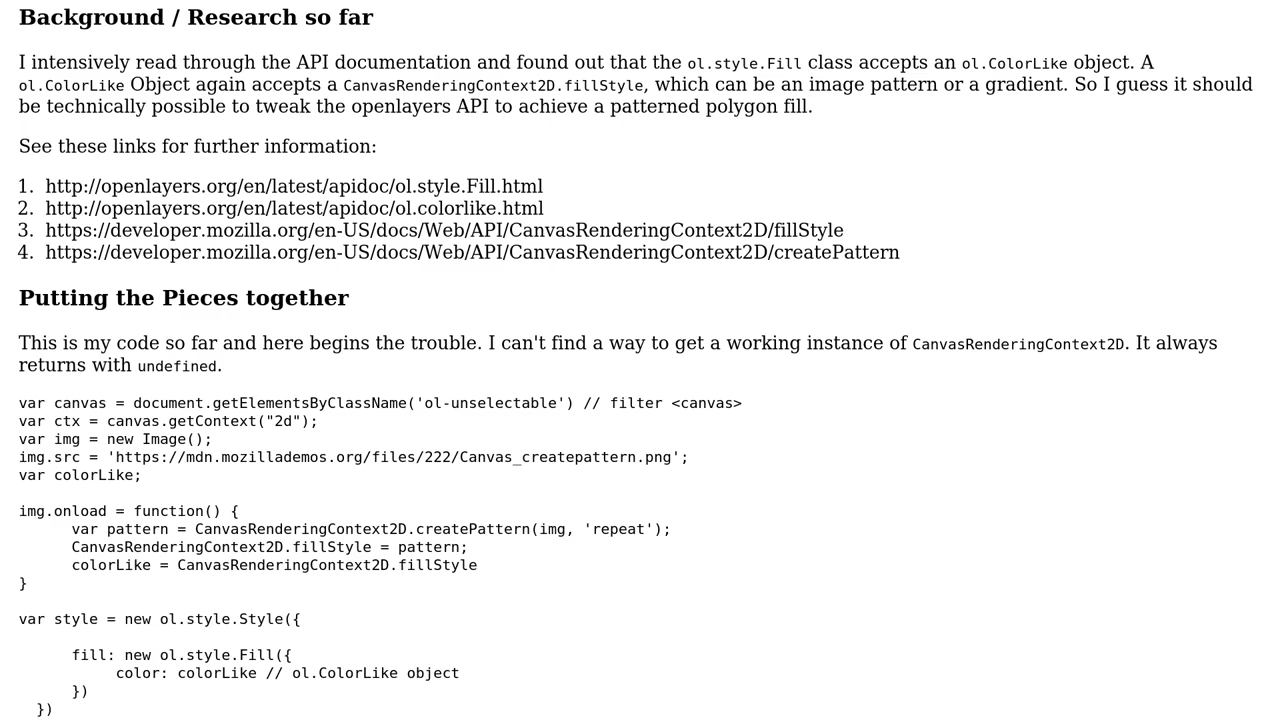 Background / Research so far
I intensively read through the API documentation and found out that the ol.style.Fill class accepts an ol.ColorLike object. A
ol.ColorLike Object again accepts a CanvasRenderingContext2D.fillStyle, which can be an image pattern or a gradient. So I guess it should
be technically possible to tweak the openlayers API to achieve a patterned polygon fill.
See these links for further information:
1. http://openlayers.org/en/latest/apidoc/ol.style.Fill.html
2. http://openlayers.org/en/latest/apidoc/ol.colorlike.html
3. https://developer.mozilla.org/en-US/docs/Web/API/CanvasRenderingContext2D/fillStyle
4. https://developer.mozilla.org/en-US/docs/Web/API/CanvasRenderingContext2D/createPattern
Putting the Pieces together
This is my code so far and here begins the trouble. I can't find a way to get a working instance of CanvasRenderingContext2D. It always
returns with undefined.
var canvas = document.getElementsByClassName('ol-unselectable') // filter <canvas>
var ctx = canvas.getContext("2d");
var img = new Image();
img.src = 'https://mdn.mozillademos.org/files/222/Canvas_createpattern.png';
var colorLike;
img.onload = function() {
      var pattern = CanvasRenderingContext2D.createPattern(img, 'repeat');
      CanvasRenderingContext2D.fillStyle = pattern;
      colorLike = CanvasRenderingContext2D.fillStyle
}
var style = new ol.style.Style({
      fill: new ol.style.Fill({
           color: colorLike // ol.ColorLike object
      })
  })